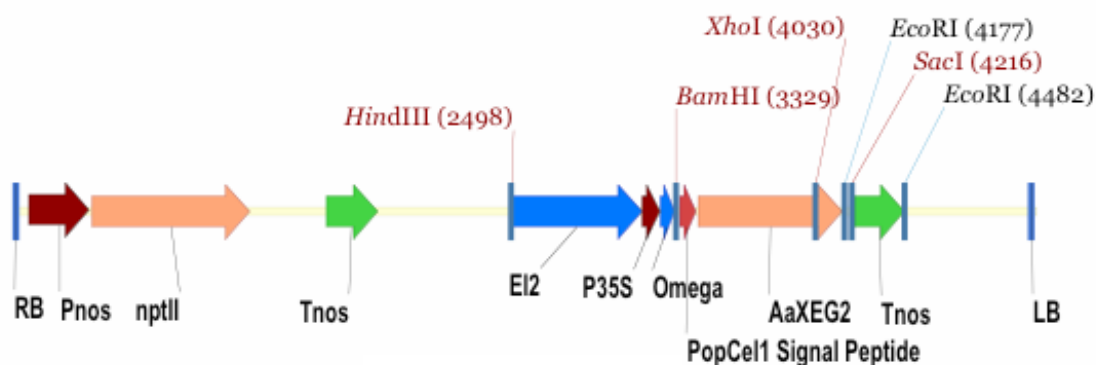 XhoI (4030)
EcoRI (4177)
SacI (4216)
HindIII (2498)
BamHI (3329)
EcoRI (4482)
RB
Pnos
nptII
Tnos
EI2
P35S
Omega
AaXEG2
Tnos
LB
PopCel1 Signal Peptide